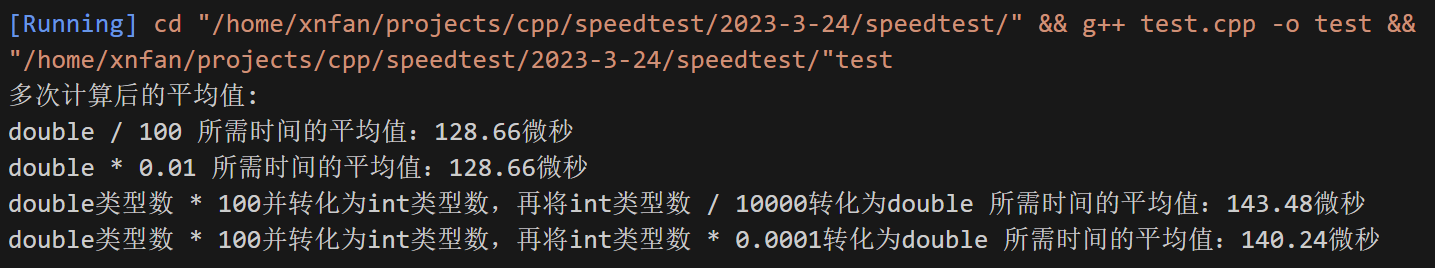 [Running] cd "/home/xnfan/projects/cpp/speedtest/2023-3-24/speedtest/" && g++ test.cpp -o test &&
"/home/xnfan/projects/cpp/speedtest/2023-3-24/speedtest/"test
多次计算后的平均值:
double / 100 所需时间的平均值：128.66微秒
double * 0.01 所需时间的平均值：128.66微秒
double类型数 * 100并转化为int类型数，再将int类型数 / 10000转化为double 所需时间的平均值：143.48微秒
double类型数 * 100并转化为int类型数，再将int类型数 * 0.0001转化为double 所需时间的平均值：140.24微秒